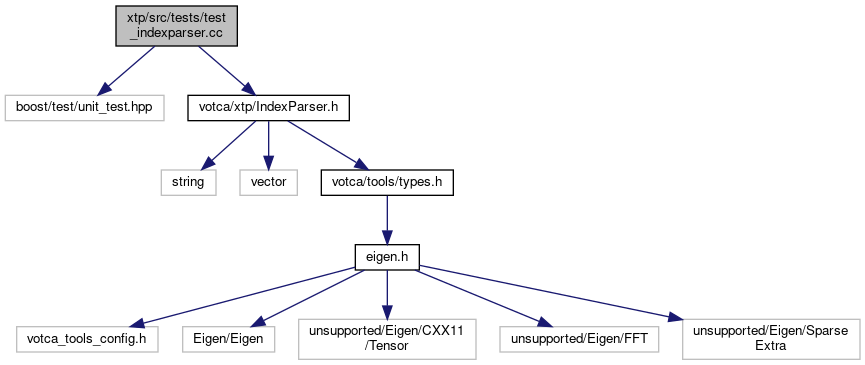 xtp/src/tests/test
_indexparser.cc
boost/test/unit_test.hpp
votca/xtp/IndexParser.h
string
vector
votca/tools/types.h
eigen.h
votca_tools_config.h
Eigen/Eigen
unsupported/Eigen/CXX11
/Tensor
unsupported/Eigen/FFT
unsupported/Eigen/Sparse
Extra